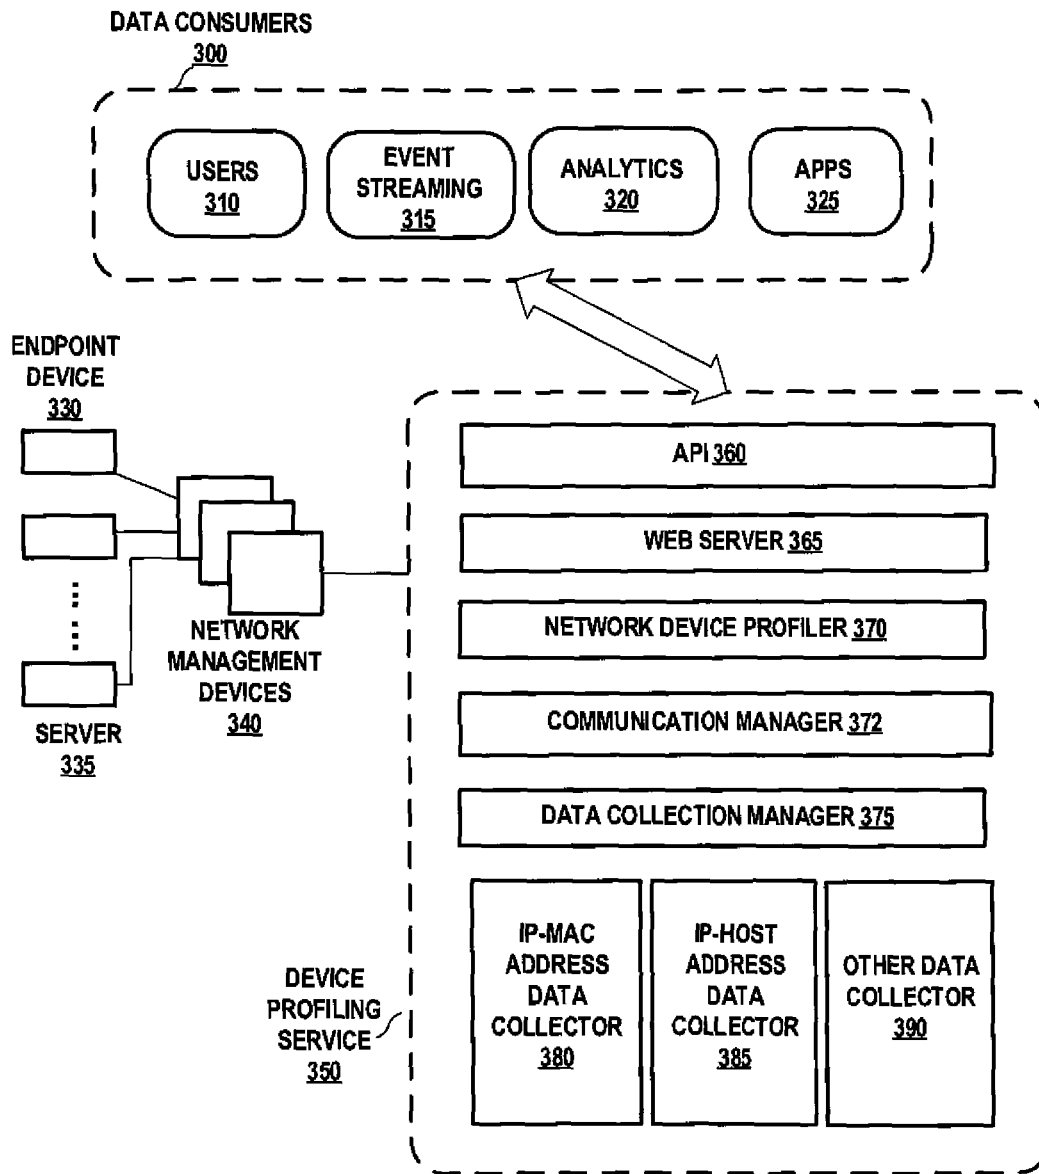 DATA CONSUMERS
300
USERS
310
EVENT
STREAMING
315
ANALYTICS
320
APPS
325
ENDPOINT
DEVICE
330
SERVER
335
NETWORK
MANAGEMENT
DEVICES
340
API 360
WEB SERVER 365
NETWORK DEVICE PROFILER 370
COMMUNICATION MANAGER 372
DATA COLLECTION MANAGER 375
IP-MAC
ADDRESS
DATA
COLLECTOR
380
IP-HOST
ADDRESS
DATA
COLLECTOR
385
OTHER DATA
COLLECTOR
390
DEVICE
PROFILING
SERVICE
350